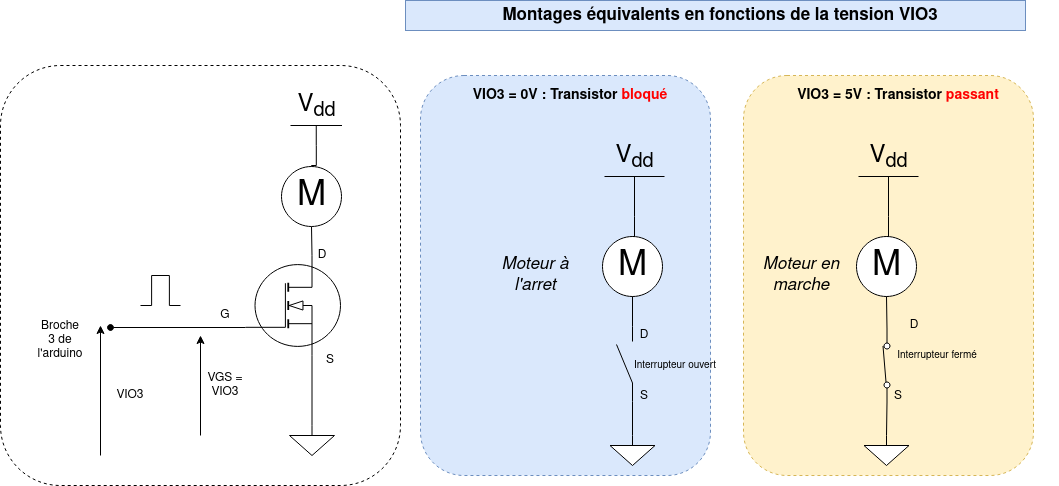 Montages équivalents en fonctions de la tension VIO3
Vdd
M
D
G
Broche
3 de
l'arduino
S
VGS =
VIO3
VIO3
VIO3 = 0V : Transistor bloqué
Vdd
Moteur à
l'arret
M
D
Interrupteur ouvert
S
VIO3 = 5V : Transistor passant
Vdd
Moteur en
marche
M
D
Interrupteur fermé
S